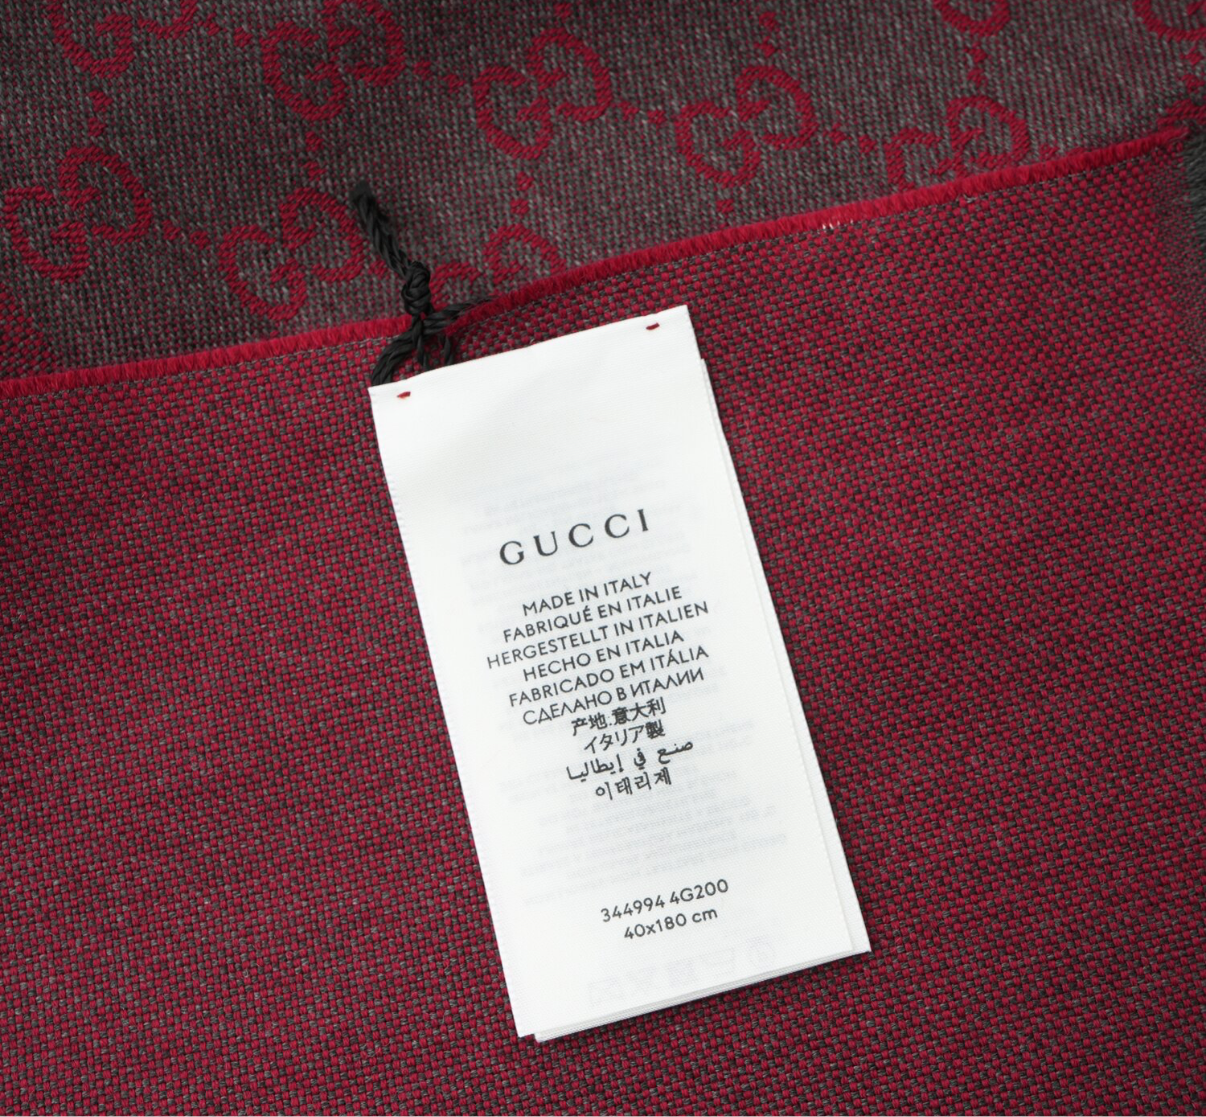 GUCCI
MADE IN ITALY
FABRIQUÉ EN ITALIE
HERGESTELLT IN ITALIEN
HECHO EN ITALIA
FABRICADO EM ITÁLIA
СДЕЛАНО В ИТАЛИИ
产地.意大利
イタリア製
صنع في إيطاليا
이태리제
344994 4G200
40x180 cm